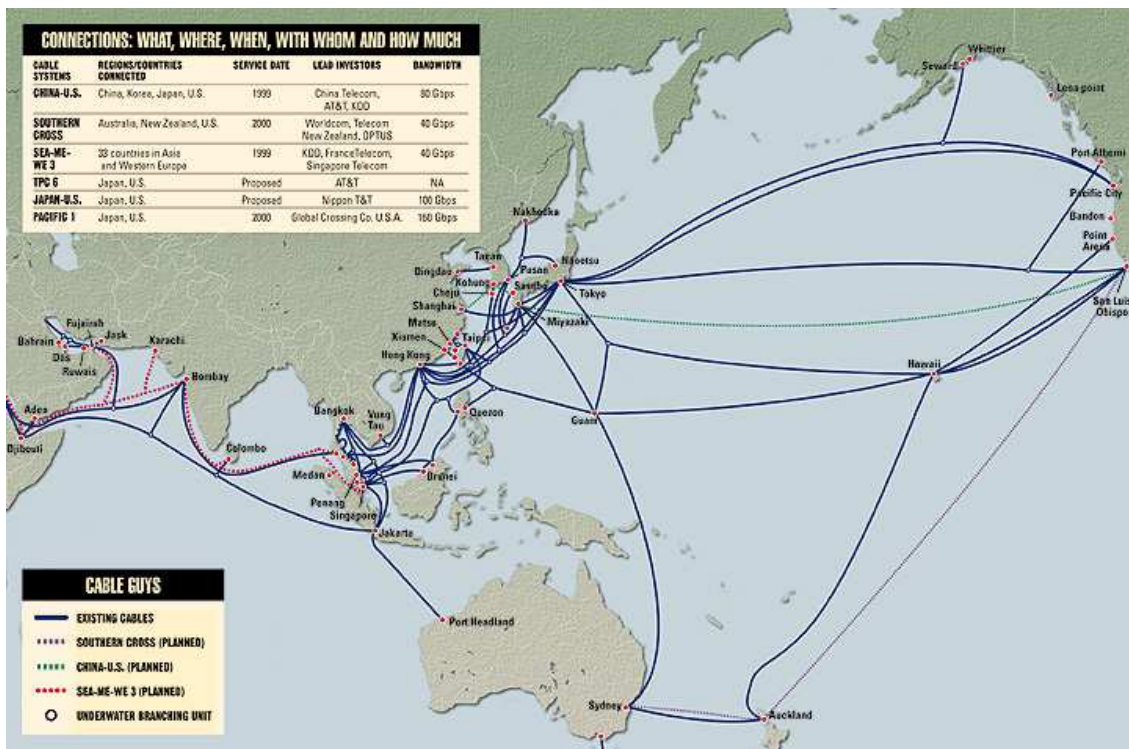 CONNECTIONS: WHAT, WHERE, WHEN, WITH WHOM AND HOW MUCH
CABLE SYSTEMS REGIONS/COUNTRIES CONNECTED SERVICE DATE LEAD INVESTORS BANDWIDTH
CHINA-U.S. China, Korea, Japan, U.S. 1999 China Telecom, AT&T, KDD 80 Gbps
SOUTHERN CROSS Australia, New Zealand, U.S. 2000 Worldcom, Telecom New Zealand, OPTUS 40 Gbps
SEA-ME-WE 3 33 countries in Asia and Western Europe 1999 KDD, FranceTelecom, Singapore Telecom 40 Gbps
TPC 6 Japan, U.S. Proposed AT&T NA
JAPAN-U.S. Japan, U.S. Proposed Nippon T&T 100 Gbps
PACIFIC 1 Japan, U.S. 2000 Global Crossing Co. U.S.A. 160 Gbps
Whittier
Seward
Lena point
Port Alberni
Pacific City
Bandon
Point Arena
San Luis Obispo
Nakhodka
Naoetsu
Taean
Qingdao
Pusan
Kohung
Cheju
Tokyo
Shanghai
Miyazaki
Matsu
Xiamen
Taipei
Hong Kong
Fujairah
Jask
Bahrain
Das
Ruwais
Karachi
Bombay
Aden
Djibouti
Colombo
Bangkok
Vung Tau
Quezon
Guam
Hawaii
Medan
Brunei
Penang
Singapore
Jakarta
Port Headland
Sydney
Auckland
CABLE GUYS
EXISTING CABLES
SOUTHERN CROSS (PLANNED)
CHINA-U.S. (PLANNED)
SEA-ME-WE 3 (PLANNED)
UNDERWATER BRANCHING UNIT